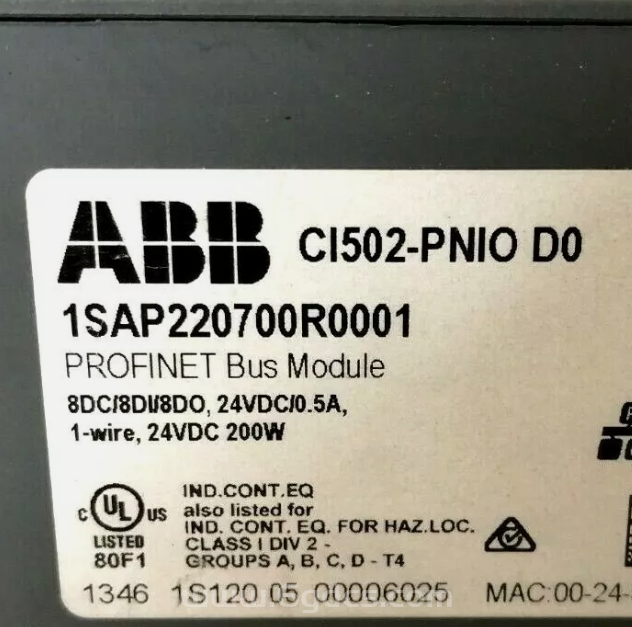 ABB CI502-PNIO D0
1SAP220700R0001
PROFINET Bus Module
8DC/8DI/8DO, 24VDC/0.5A,
1-wire, 24VDC 200W
C UL US
LISTED
80F1
IND.CONT.EQ
also listed for
IND. CONT. EQ. FOR HAZ.LOC.
CLASS I DIV 2 -
GROUPS A, B, C, D - T4
1346 1S120 05 00006025 MAC:00-24-